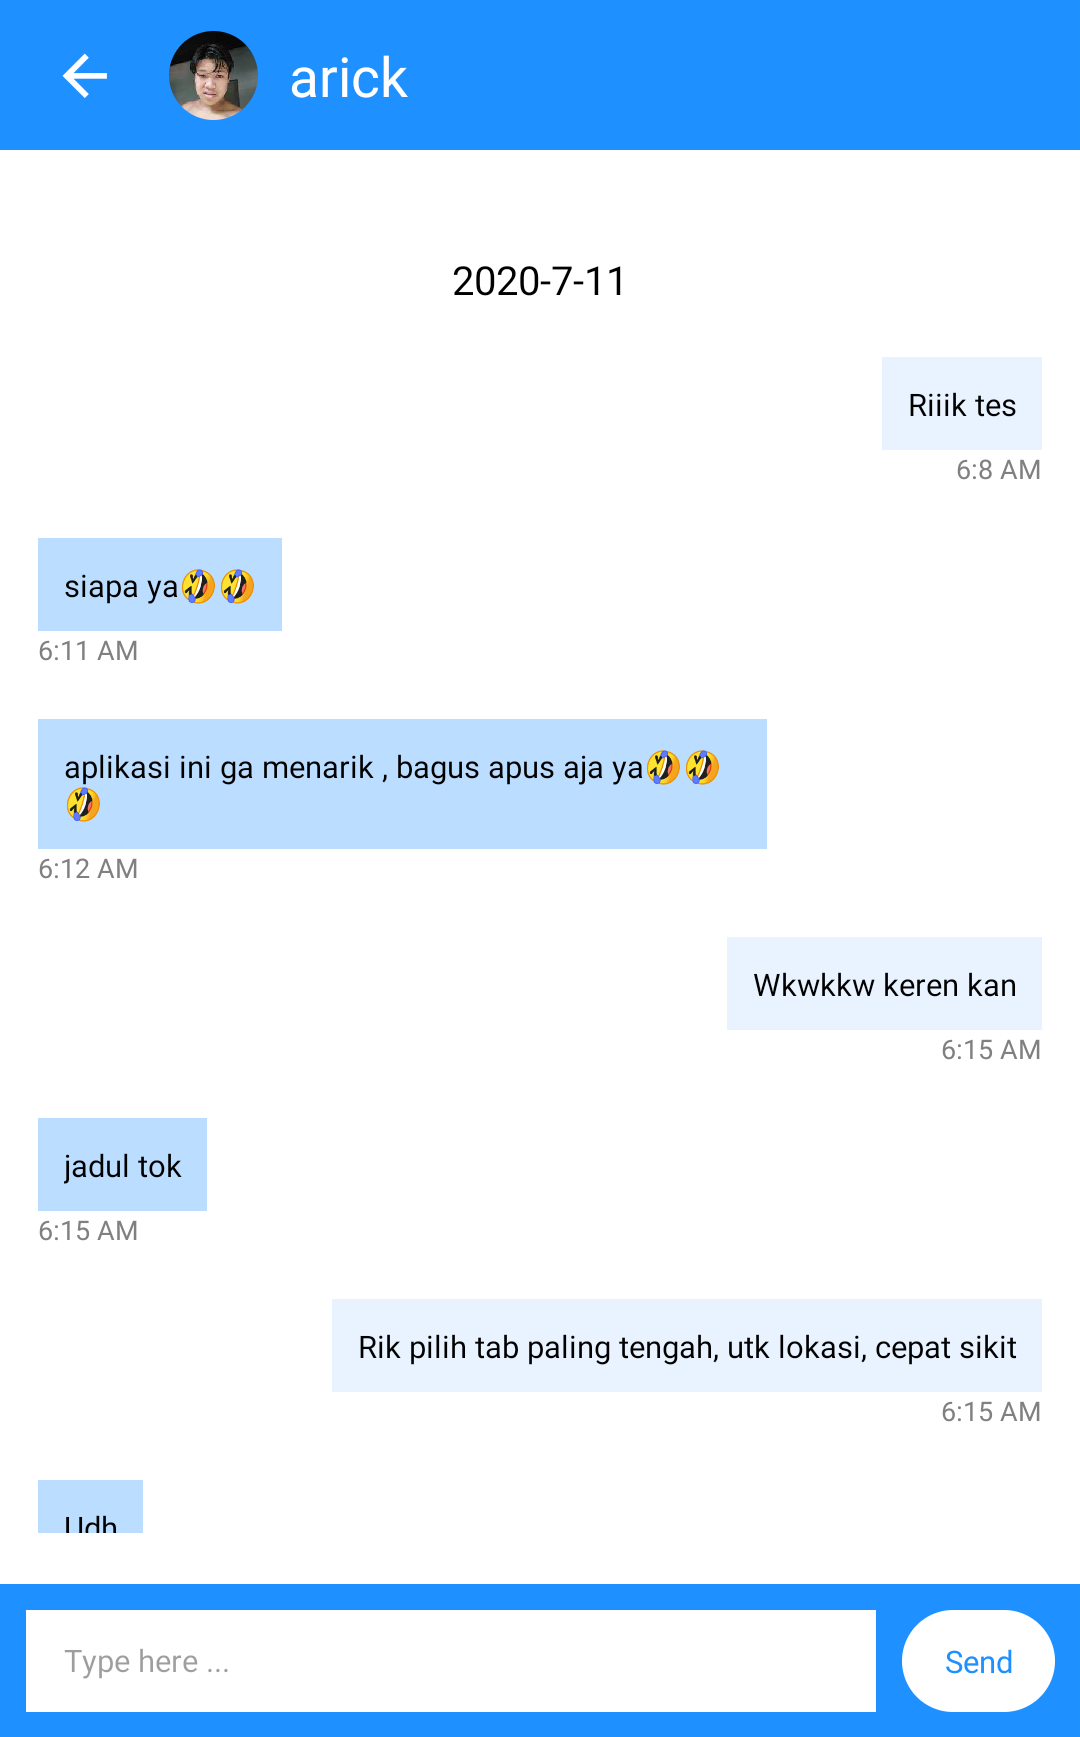 arick
2020-7-11
Riiik tes
6:8 AM
siapa ya🤣🤣
6:11 AM
aplikasi ini ga menarik , bagus apus aja ya🤣🤣
🤣
6:12 AM
Wkwkkw keren kan
6:15 AM
jadul tok
6:15 AM
Rik pilih tab paling tengah, utk lokasi, cepat sikit
6:15 AM
Udh
Type here ...
Send